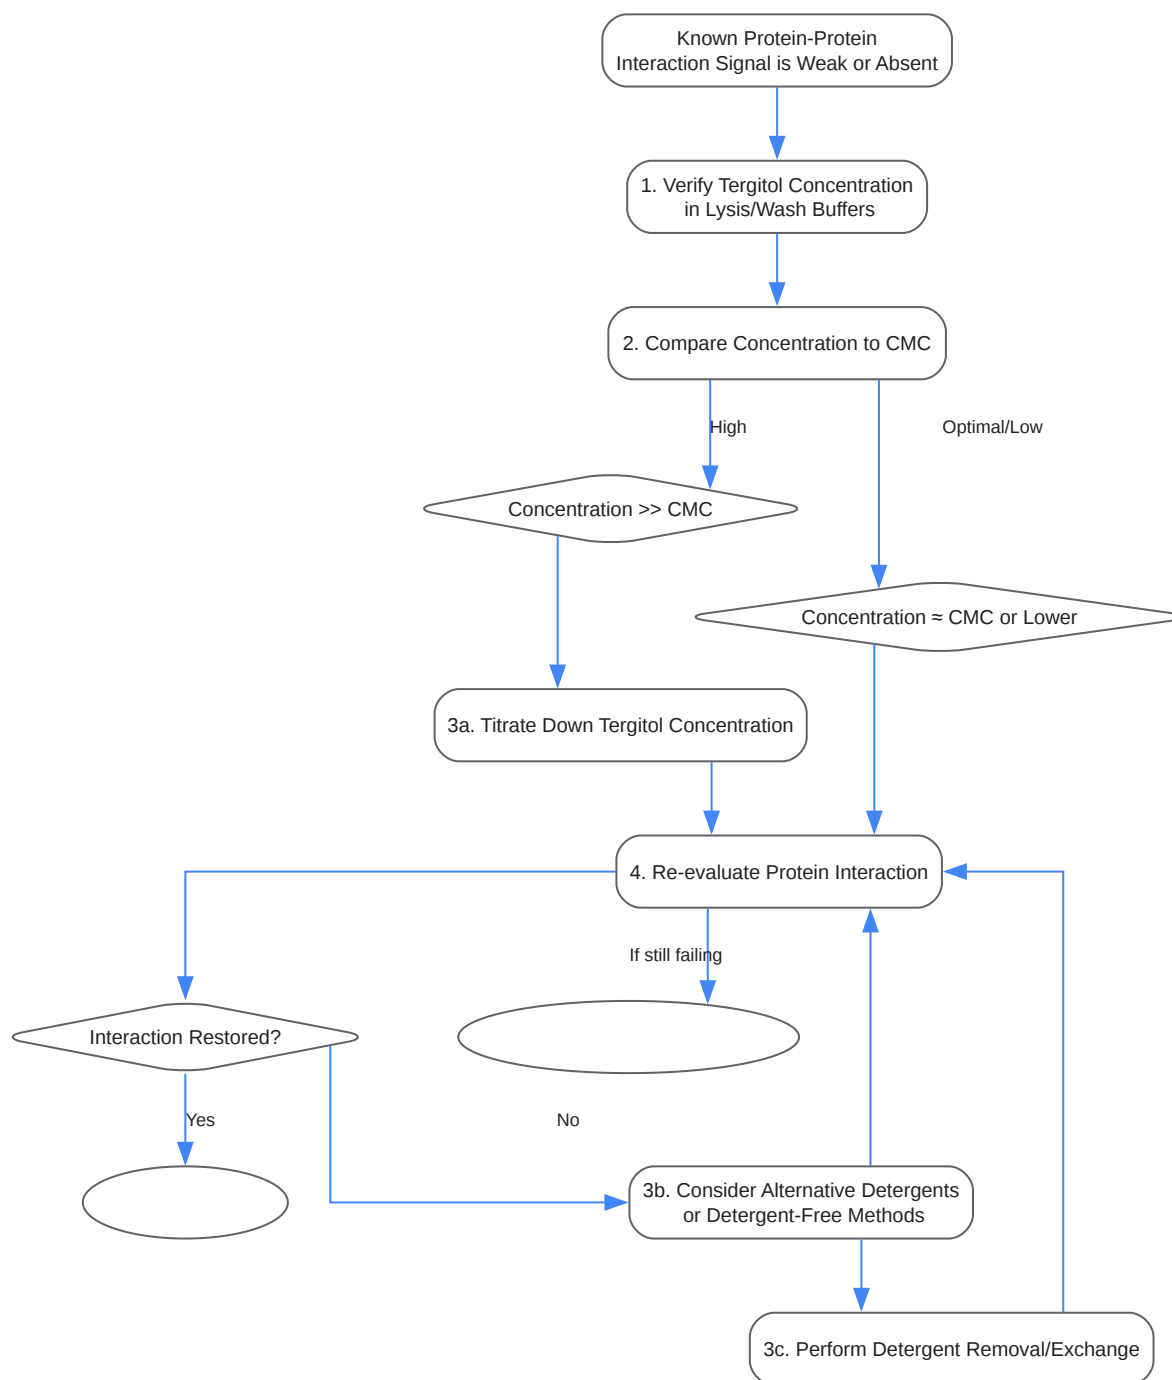 Known Protein-Protein
Interaction Signal is Weak or Absent
1. Verify Tergitol Concentration
in Lysis/Wash Buffers
2. Compare Concentration to CMC
High
Optimal/Low
Concentration >> CMC
Concentration ≈ CMC or Lower
3a. Titrate Down Tergitol Concentration
4. Re-evaluate Protein Interaction
If still failing
Interaction Restored?
Yes
No
3b. Consider Alternative Detergents
or Detergent-Free Methods
3c. Perform Detergent Removal/Exchange